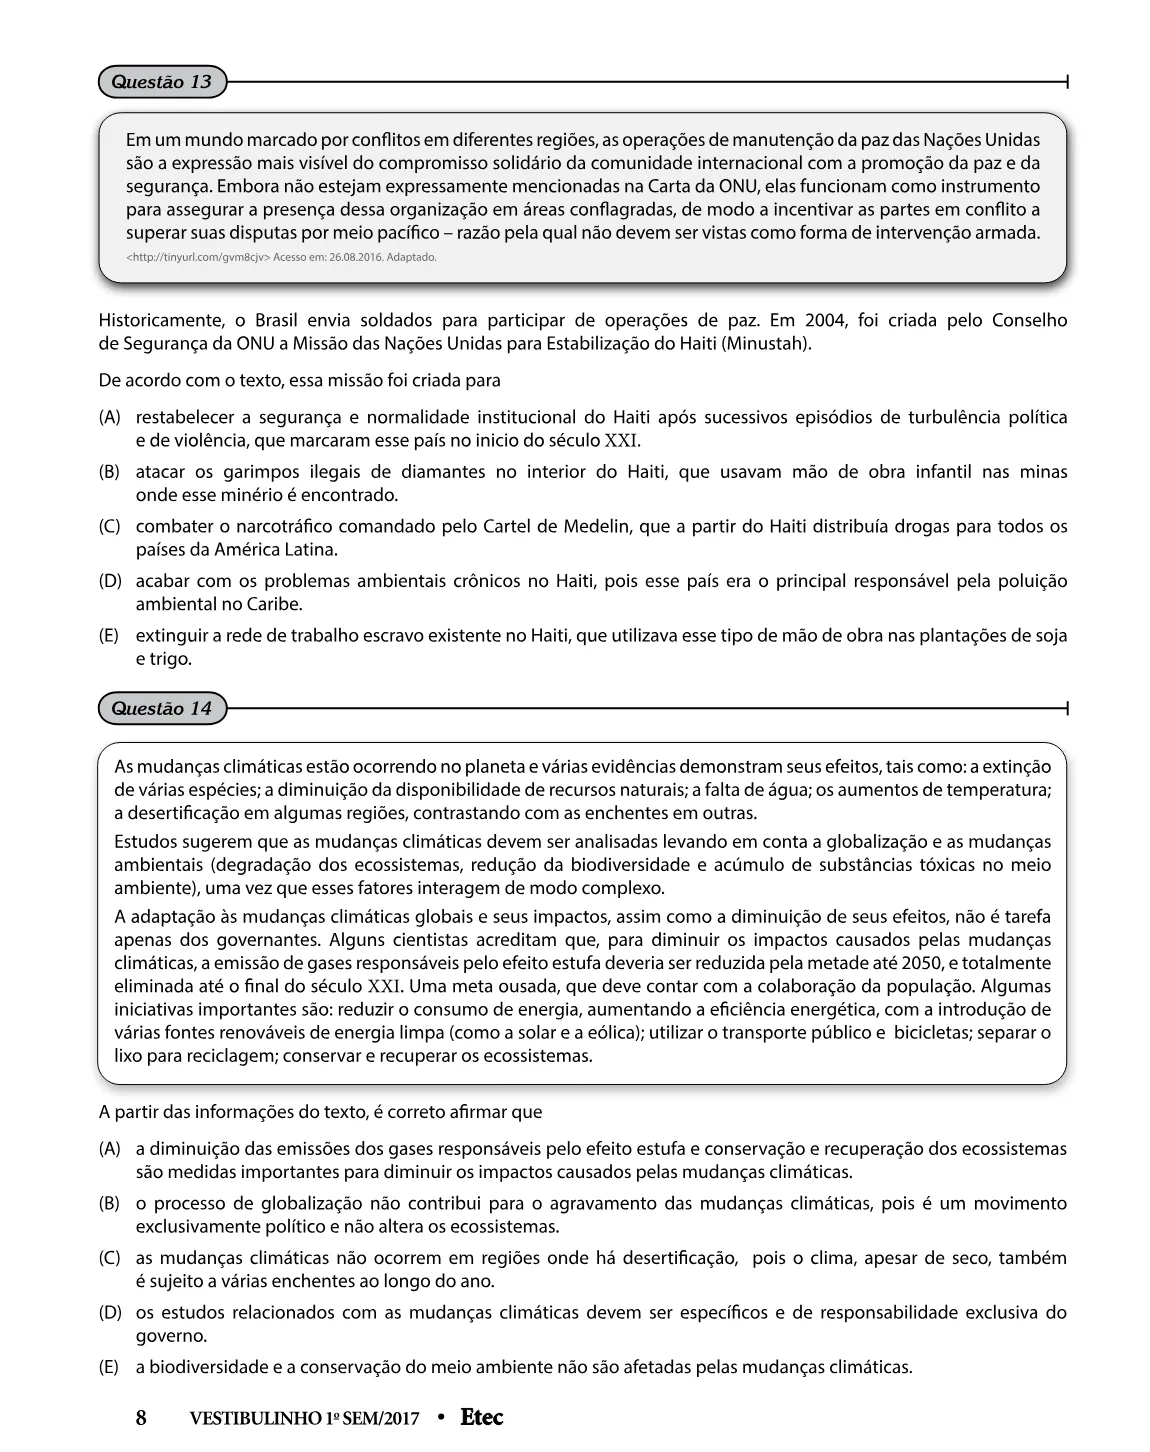 Questão 13
Em um mundo marcado por conflitos em diferentes regiões, as operações de manutenção da paz das Nações Unidas
são a expressão mais visível do compromisso solidário da comunidade internacional com a promoção da paz e da
segurança. Embora não estejam expressamente mencionadas na Carta da ONU, elas funcionam como instrumento
para assegurar a presença dessa organização em áreas conflagradas, de modo a incentivar as partes em conflito a
superar suas disputas por meio pacífico – razão pela qual não devem ser vistas como forma de intervenção armada.
<http://tinyurl.com/gvm8cjv> Acesso em: 26.08.2016. Adaptado.
Historicamente, o Brasil envia soldados para participar de operações de paz. Em 2004, foi criada pelo Conselho
de Segurança da ONU a Missão das Nações Unidas para Estabilização do Haiti (Minustah).
De acordo com o texto, essa missão foi criada para
(A) restabelecer a segurança e normalidade institucional do Haiti após sucessivos episódios de turbulência política
e de violência, que marcaram esse país no inicio do século XXI.
(B) atacar os garimpos ilegais de diamantes no interior do Haiti, que usavam mão de obra infantil nas minas
onde esse minério é encontrado.
(C) combater o narcotráfico comandado pelo Cartel de Medelin, que a partir do Haiti distribuía drogas para todos os
países da América Latina.
(D) acabar com os problemas ambientais crônicos no Haiti, pois esse país era o principal responsável pela poluição
ambiental no Caribe.
(E) extinguir a rede de trabalho escravo existente no Haiti, que utilizava esse tipo de mão de obra nas plantações de soja
e trigo.
Questão 14
As mudanças climáticas estão ocorrendo no planeta e várias evidências demonstram seus efeitos, tais como: a extinção
de várias espécies; a diminuição da disponibilidade de recursos naturais; a falta de água; os aumentos de temperatura;
a desertificação em algumas regiões, contrastando com as enchentes em outras.
Estudos sugerem que as mudanças climáticas devem ser analisadas levando em conta a globalização e as mudanças
ambientais (degradação dos ecossistemas, redução da biodiversidade e acúmulo de substâncias tóxicas no meio
ambiente), uma vez que esses fatores interagem de modo complexo.
A adaptação às mudanças climáticas globais e seus impactos, assim como a diminuição de seus efeitos, não é tarefa
apenas dos governantes. Alguns cientistas acreditam que, para diminuir os impactos causados pelas mudanças
climáticas, a emissão de gases responsáveis pelo efeito estufa deveria ser reduzida pela metade até 2050, e totalmente
eliminada até o final do século XXI. Uma meta ousada, que deve contar com a colaboração da população. Algumas
iniciativas importantes são: reduzir o consumo de energia, aumentando a eficiência energética, com a introdução de
várias fontes renováveis de energia limpa (como a solar e a eólica); utilizar o transporte público e bicicletas; separar o
lixo para reciclagem; conservar e recuperar os ecossistemas.
A partir das informações do texto, é correto afirmar que
(A) a diminuição das emissões dos gases responsáveis pelo efeito estufa e conservação e recuperação dos ecossistemas
são medidas importantes para diminuir os impactos causados pelas mudanças climáticas.
(B) o processo de globalização não contribui para o agravamento das mudanças climáticas, pois é um movimento
exclusivamente político e não altera os ecossistemas.
(C) as mudanças climáticas não ocorrem em regiões onde há desertificação, pois o clima, apesar de seco, também
é sujeito a várias enchentes ao longo do ano.
(D) os estudos relacionados com as mudanças climáticas devem ser específicos e de responsabilidade exclusiva do
governo.
(E) a biodiversidade e a conservação do meio ambiente não são afetadas pelas mudanças climáticas.
8 VESTIBULINHO 1º SEM/2017 • Etec